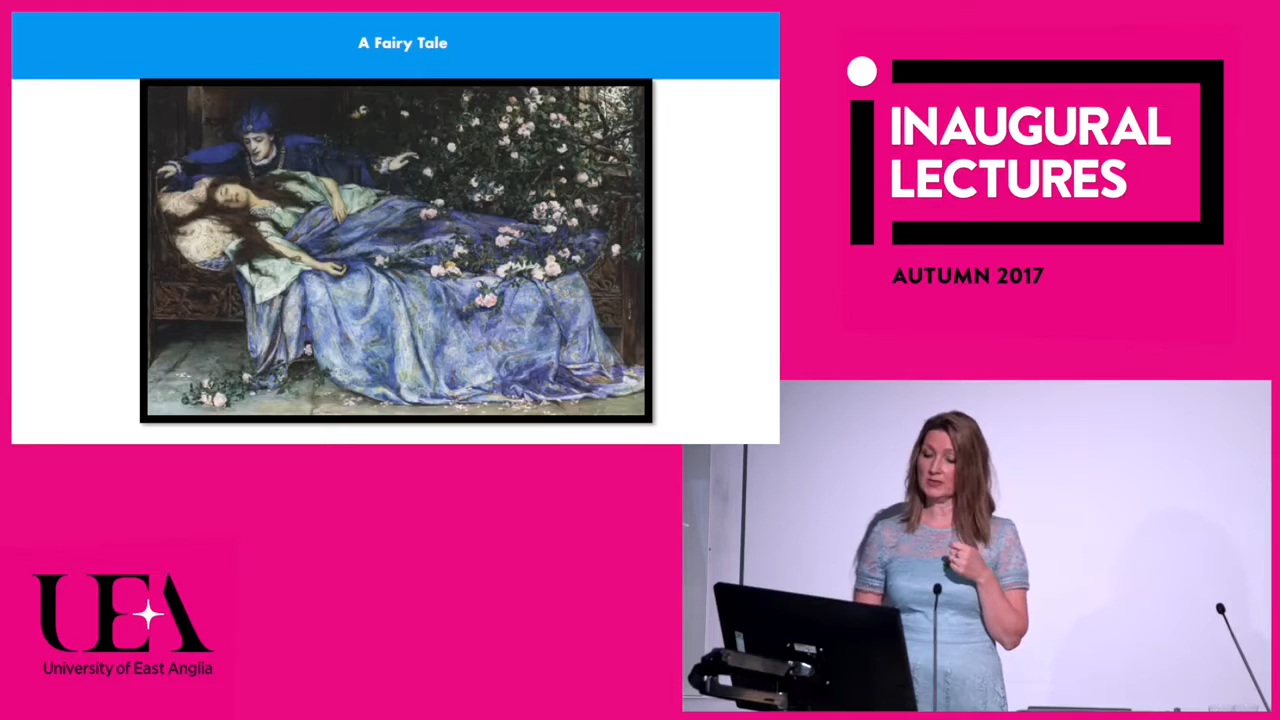 A Fairy Tale
INAUGURAL
LECTURES
AUTUMN 2017
UEA
University of East Anglia